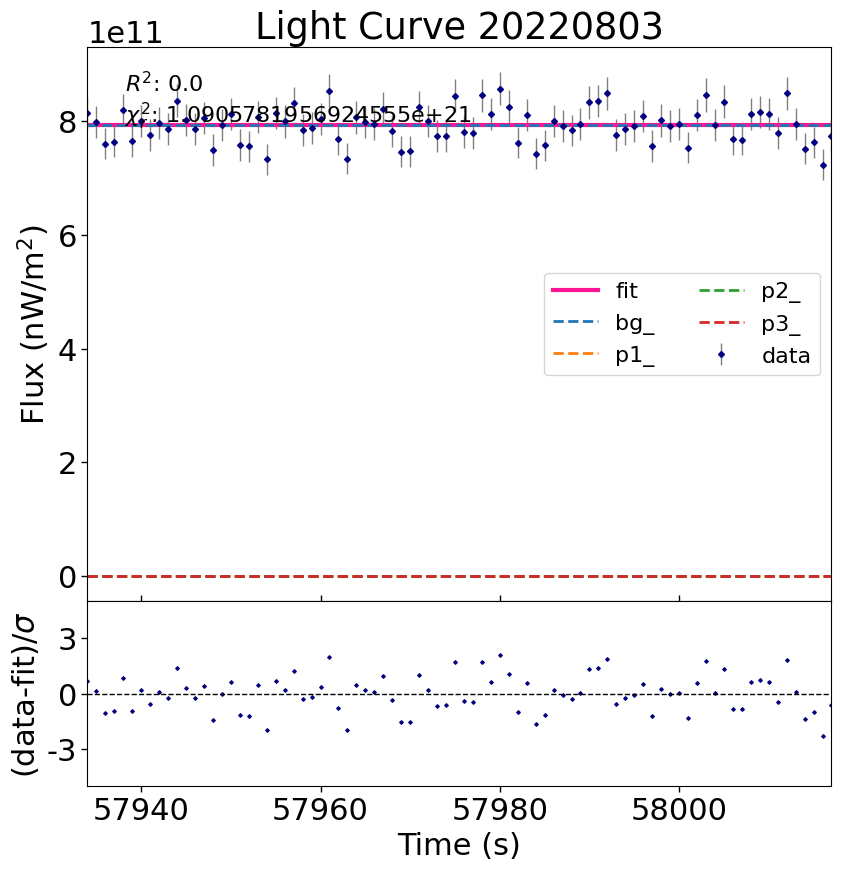 Light Curve 20220803
1e11
R²: 0.0
χ²: 1.0905781956924555e+21
8
6
4
2
0
Flux (nW/m²)
fit
bg_
p1_
p2_
p3_
data
3
0
-3
(data-fit)/σ
57940 57960 57980 58000
Time (s)